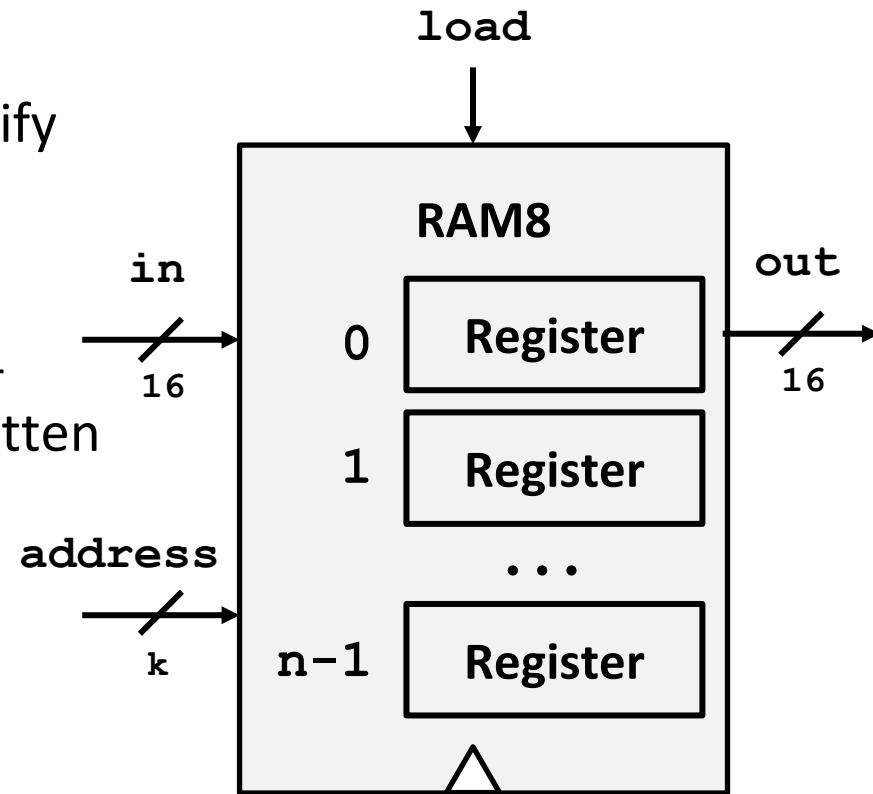 load
ify
RAM8
in
out
0
Register
16
16
tten
1
Register
address
...
k
n-1
Register